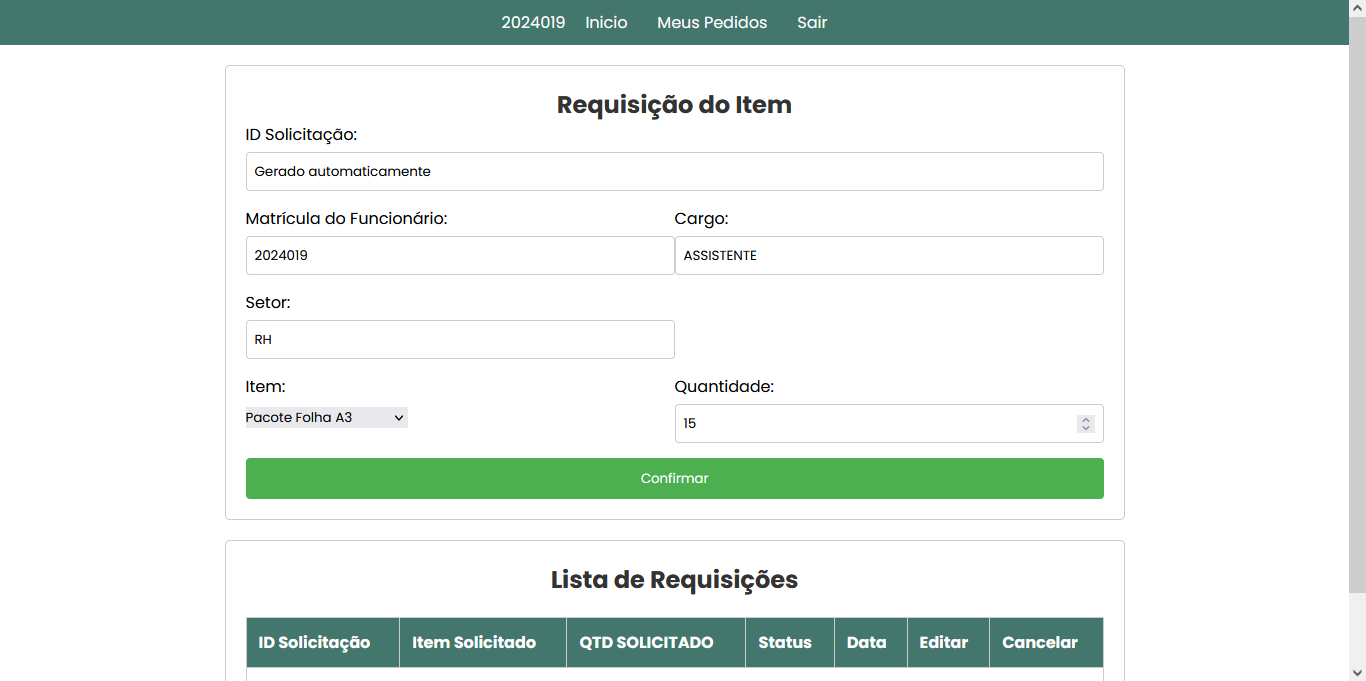 2024019 Inicio Meus Pedidos Sair
Requisição do Item
ID Solicitação:
Gerado automaticamente
Matrícula do Funcionário: Cargo:
2024019 ASSISTENTE
Setor:
RH
Item: Quantidade:
Pacote Folha A3 15
Confirmar
Lista de Requisições
ID Solicitação Item Solicitado QTD SOLICITADO Status Data Editar Cancelar